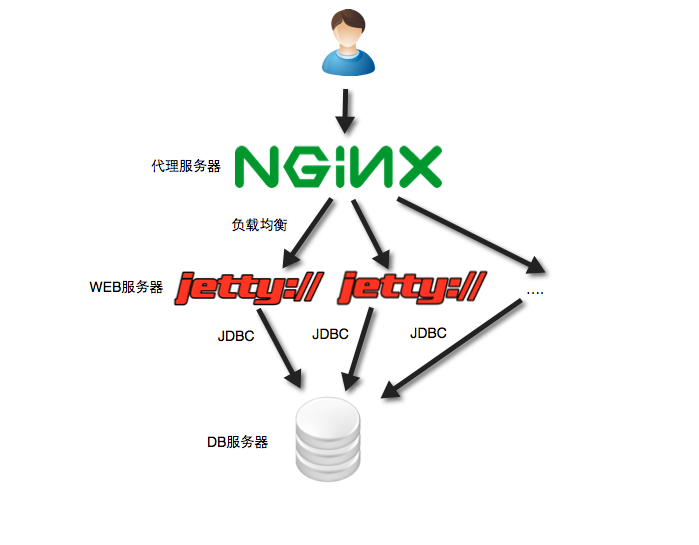 代理服务器
NGiNX
负载均衡
WEB服务器
jetty://
jetty://
....
JDBC
JDBC
JDBC
DB服务器